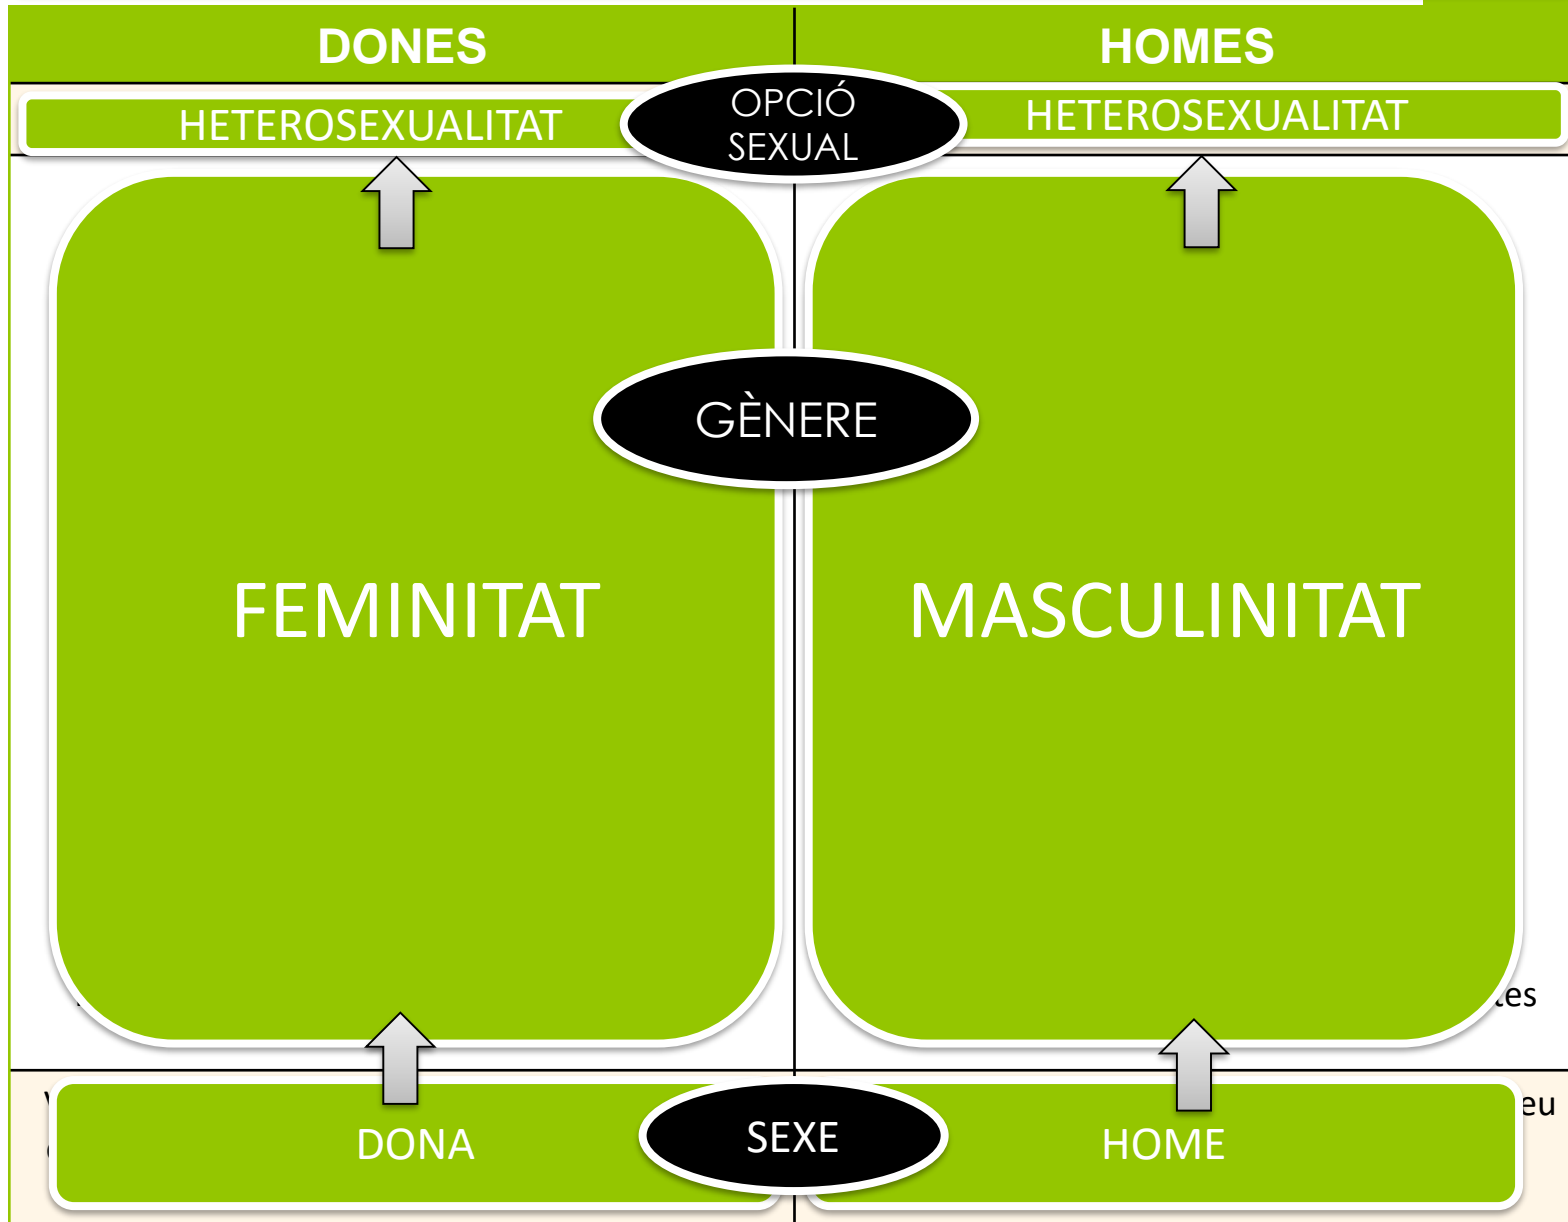 DONES
HOMES
HETEROSEXUALITAT
OPCIÓ
SEXUAL
HETEROSEXUALITAT
GÈNERE
FEMINITAT
MASCULINITAT
DONA
SEXE
HOME